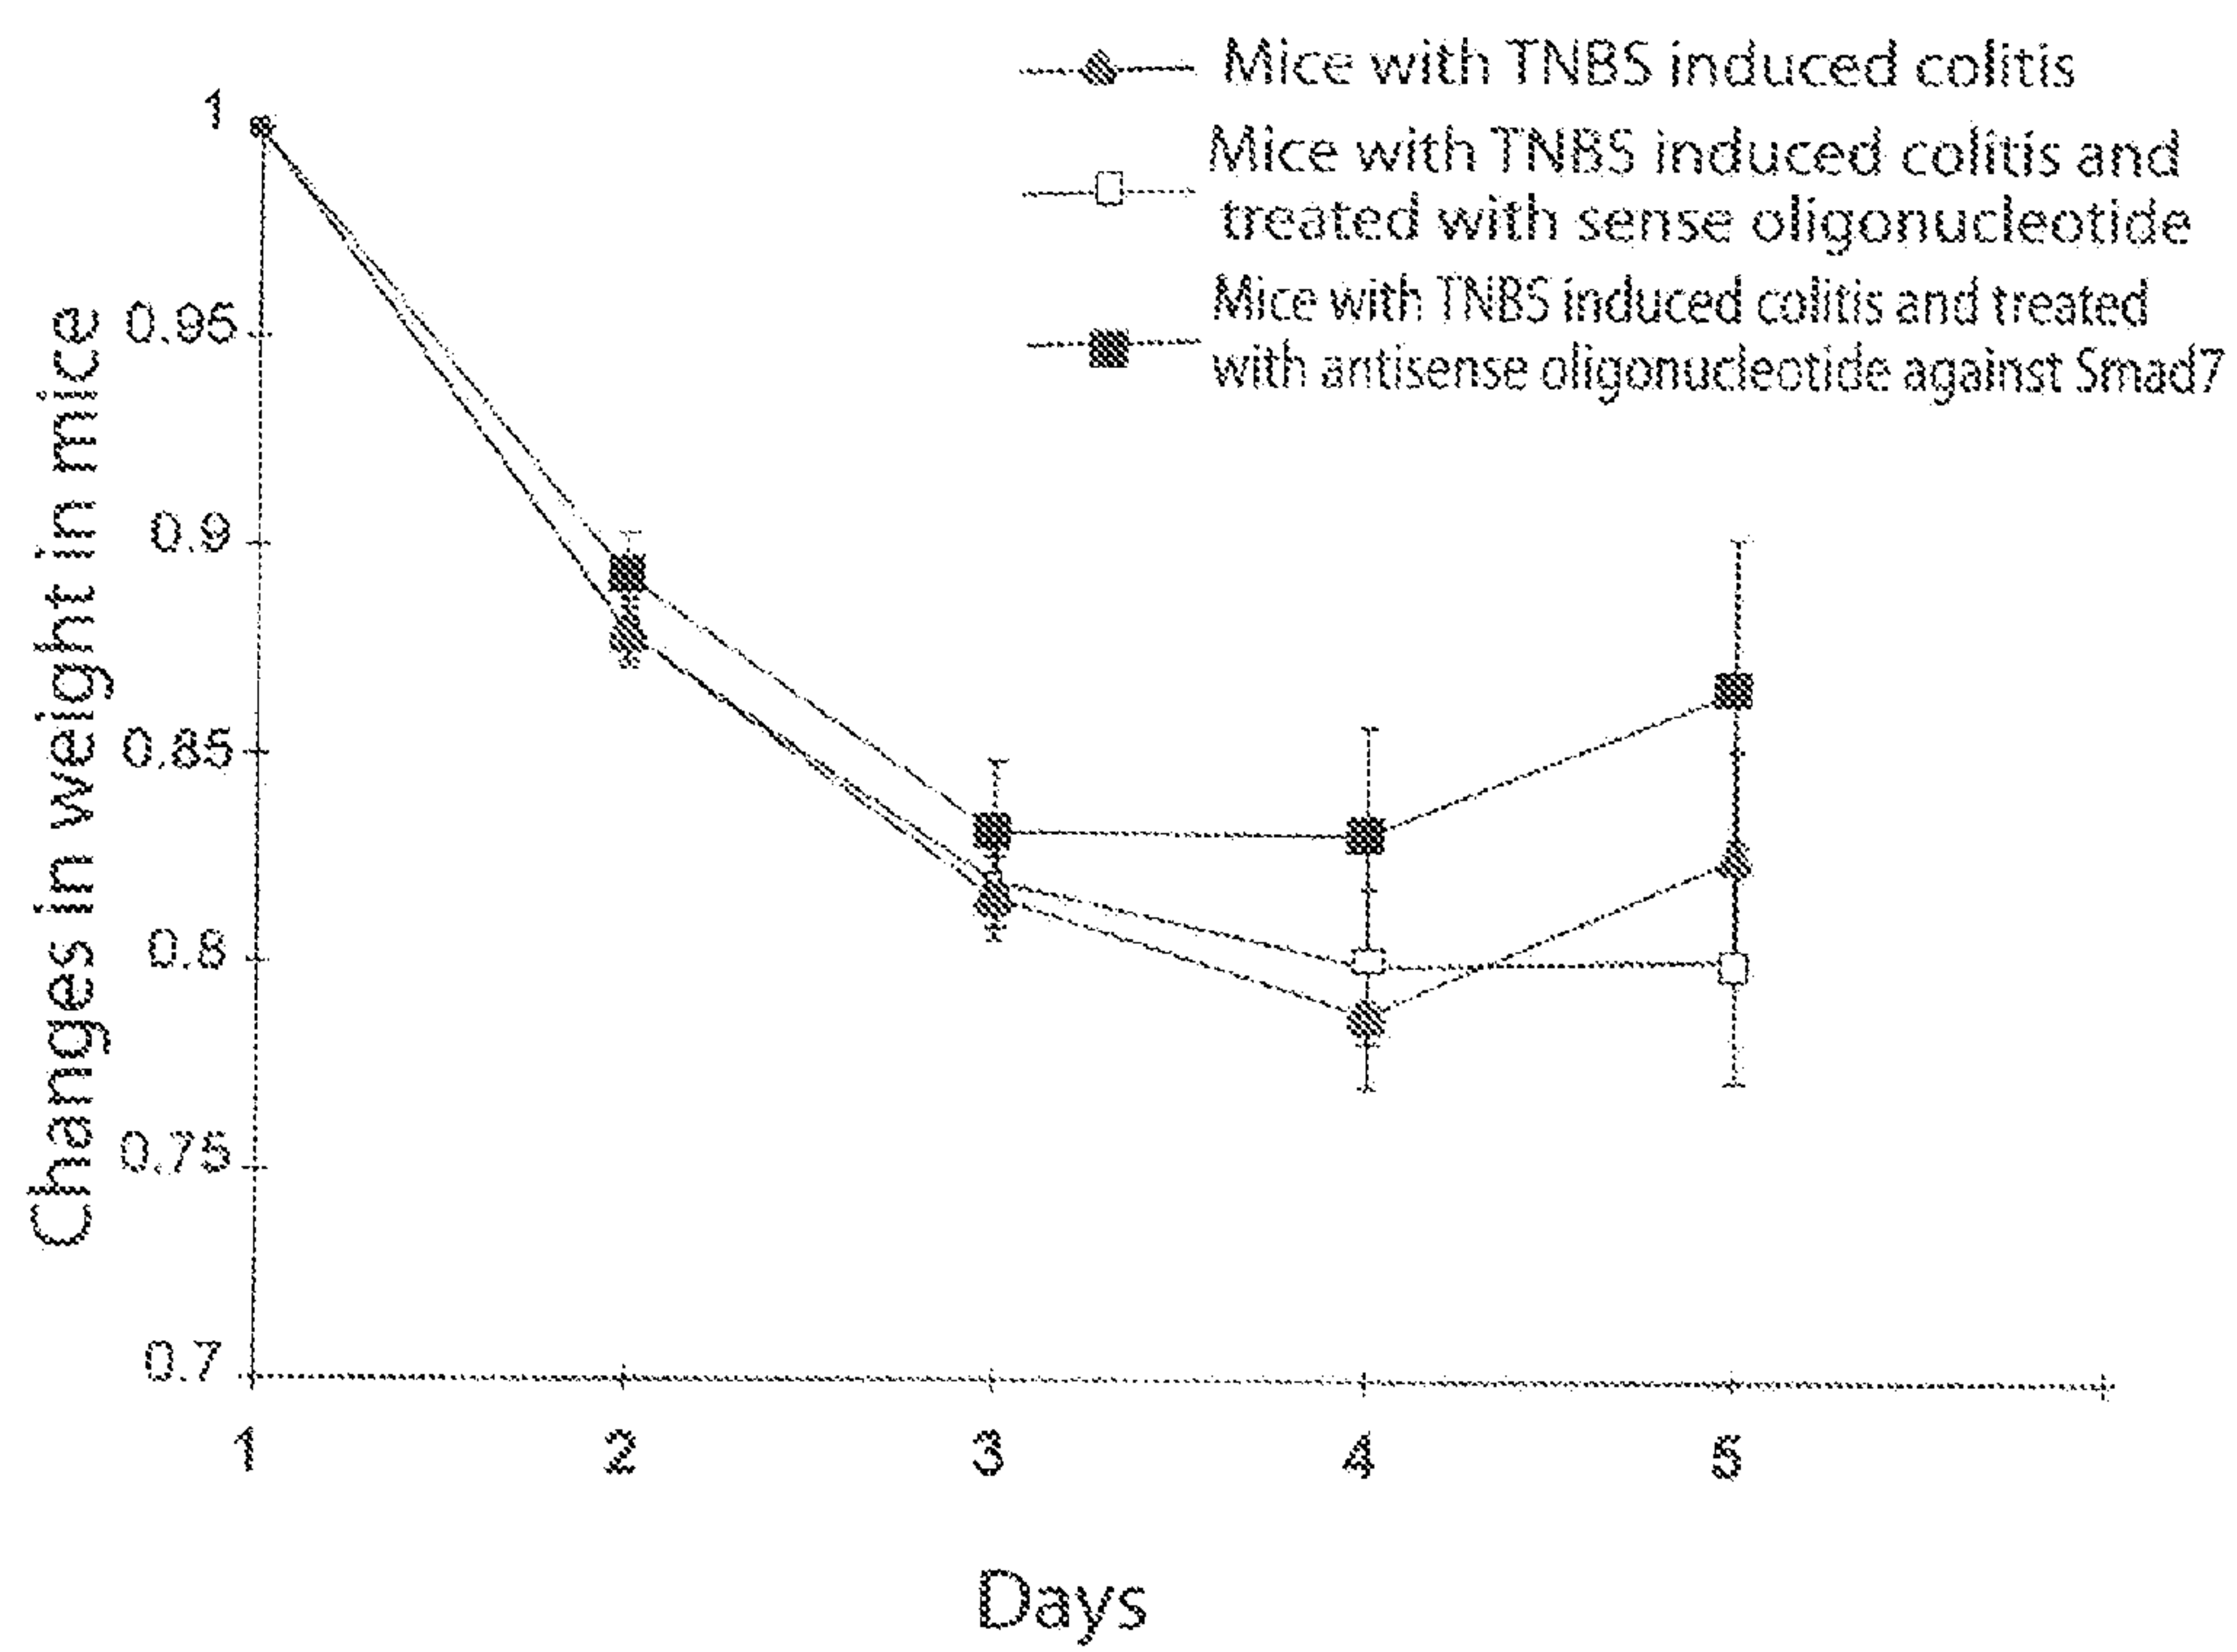 Mice with TNBS induced colitis
Mice with TNBS induced colitis and
treated with sense oligonucleotide
Mice with TNBS induced colitis and treated
with antisense oligonucleotide against Smad7
Changes in weight in mice
1
0.95
0.9
0.85
0.8
0.75
0.7
1 2 3 4 5
Days